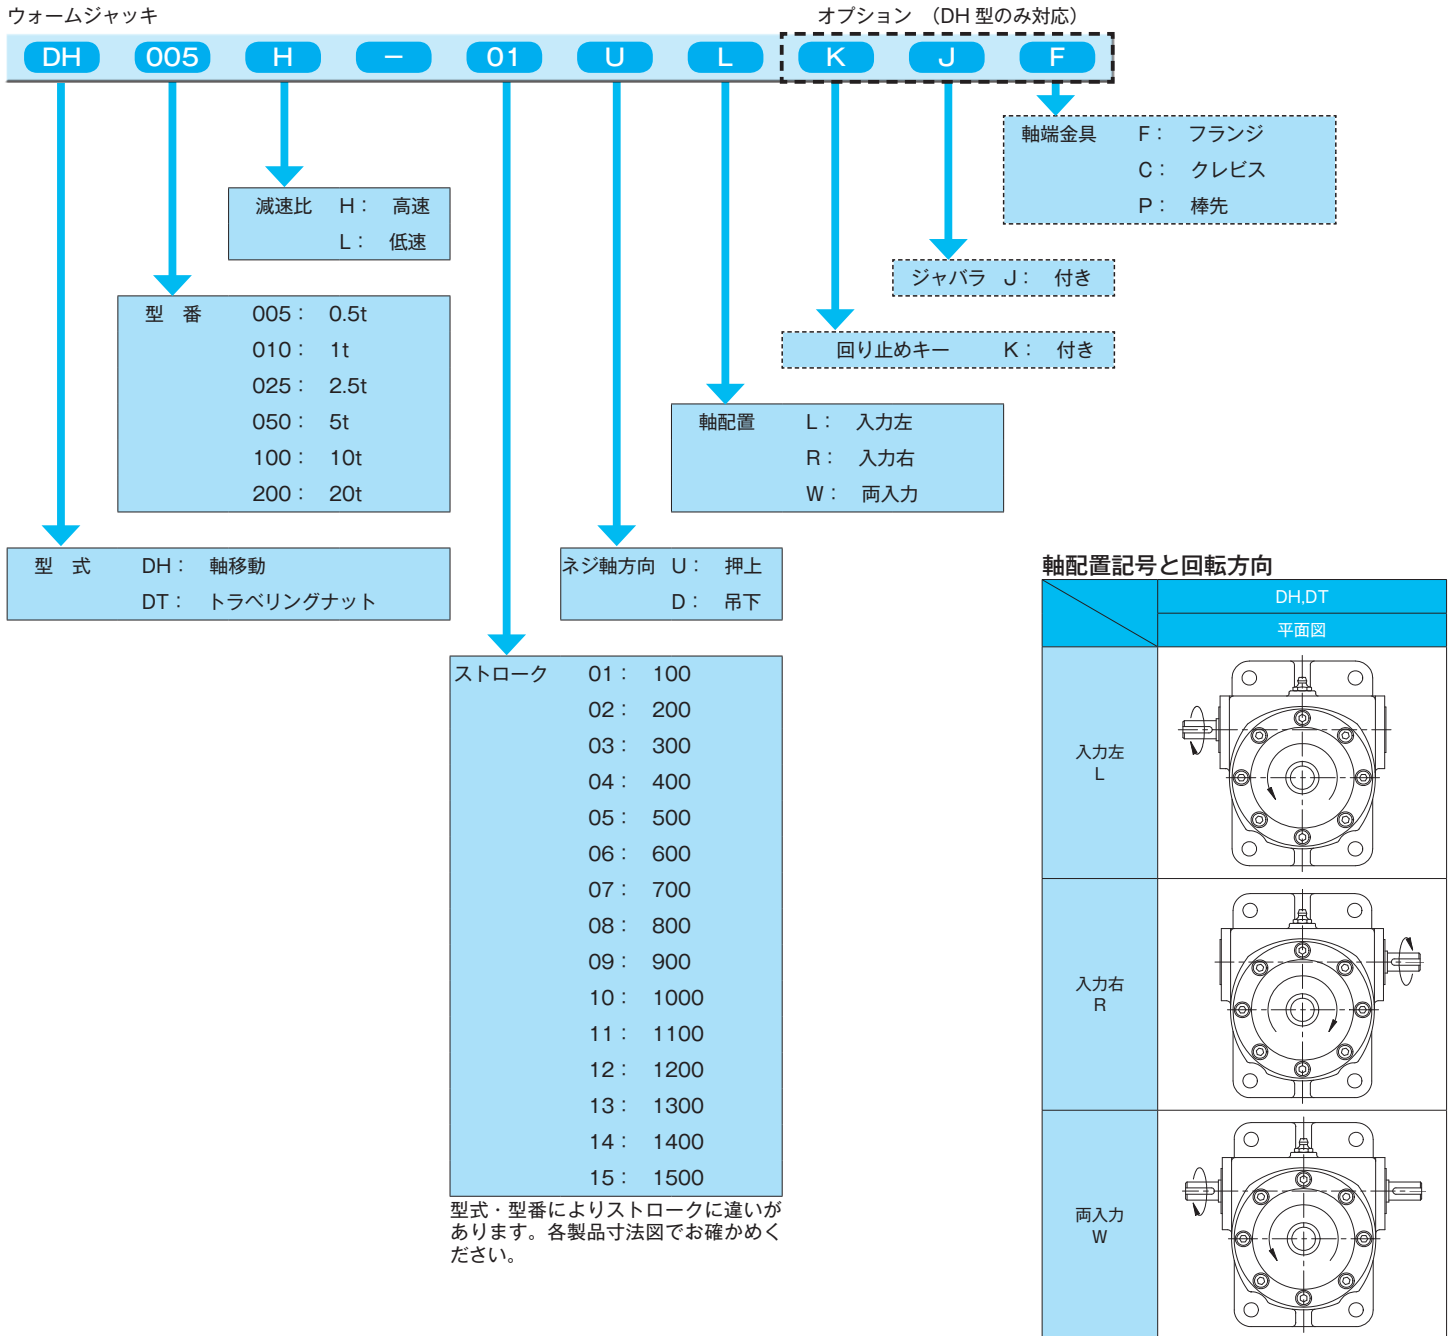 ウォームジャッキ
オプション （DH 型のみ対応）
DH 005 H － 01 U L K J F
軸端金具 F： フランジ
C： クレビス
P： 棒先
減速比 H： 高速
L： 低速
ジャバラ J： 付き
型　番 005： 0.5t
010： 1t
025： 2.5t
050： 5t
100： 10t
200： 20t
回り止めキー K： 付き
軸配置 L： 入力左
R： 入力右
W： 両入力
型　式 DH： 軸移動
DT： トラベリングナット
ネジ軸方向 U： 押上
D： 吊下
ストローク 01： 100
02： 200
03： 300
04： 400
05： 500
06： 600
07： 700
08： 800
09： 900
10： 1000
11： 1100
12： 1200
13： 1300
14： 1400
15： 1500
型式・型番によりストロークに違いが
あります。各製品寸法図でお確かめく
ださい。
軸配置記号と回転方向
DH,DT
平面図
入力左
L
入力右
R
両入力
W